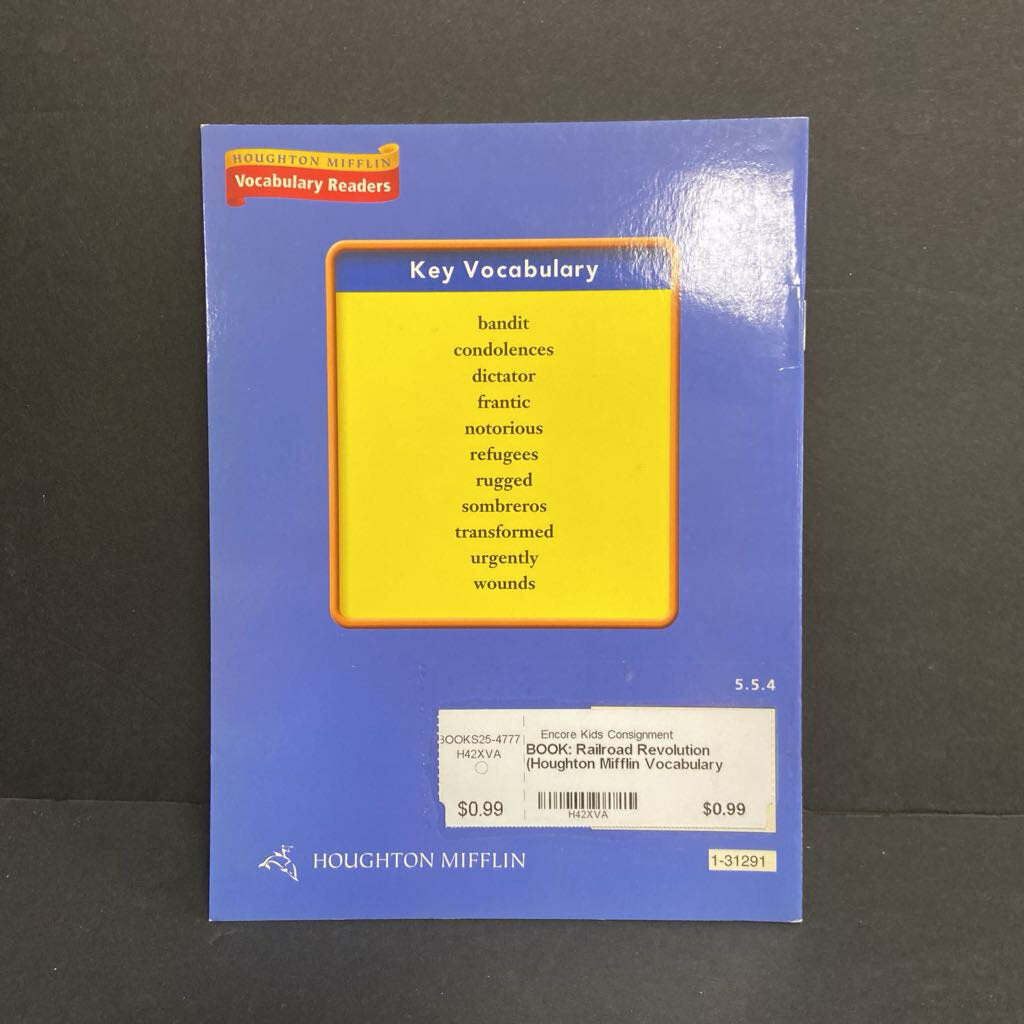 HOUGHTON MIFFLIN
Vocabulary Readers
Key Vocabulary
bandit
condolences
dictator
frantic
notorious
refugees
rugged
sombreros
transformed
urgently
wounds
5.5.4
BOOKS25-4777
H42XVA
$0.99
Encore Kids Consignment
BOOK: Railroad Revolution
(Houghton Mifflin Vocabulary
H42XVA
$0.99
HOUGHTON MIFFLIN
1-31291